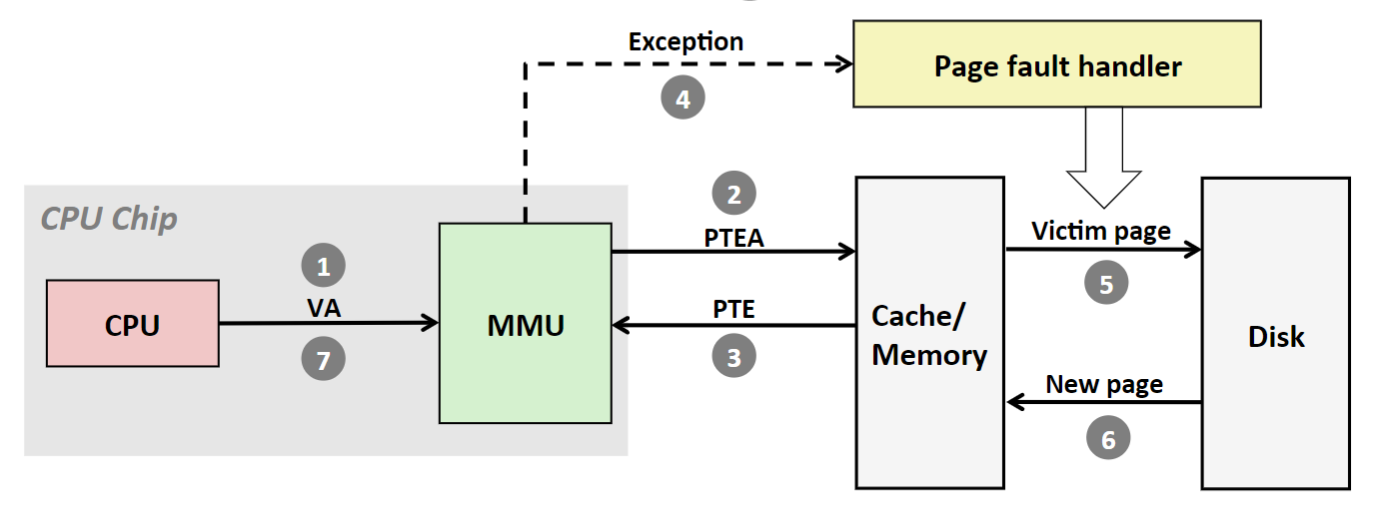 Exception
4
Page fault handler
CPU Chip
2
PTEA
Victim page
5
1
VA
7
CPU
MMU
PTE
3
Cache/
Memory
Disk
New page
6